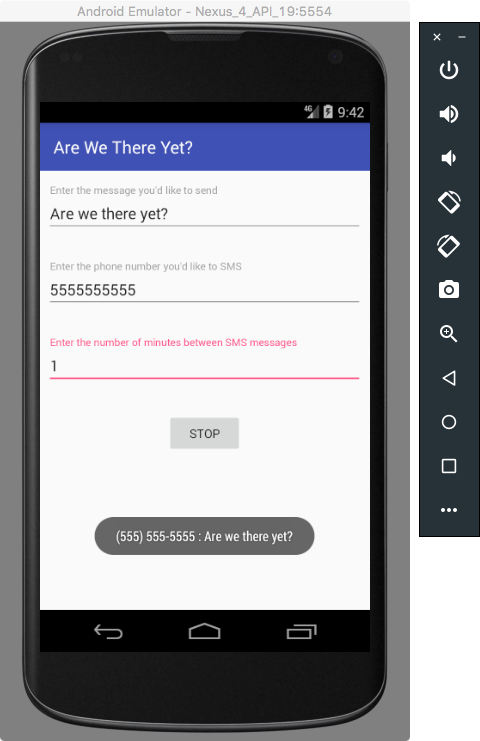 Android Emulator - Nexus_4_API_19:5554
4G 9:42
Are We There Yet?
Enter the message you'd like to send
Are we there yet?
Enter the phone number you'd like to SMS
5555555555
Enter the number of minutes between SMS messages
1
STOP
(555) 555-5555 : Are we there yet?